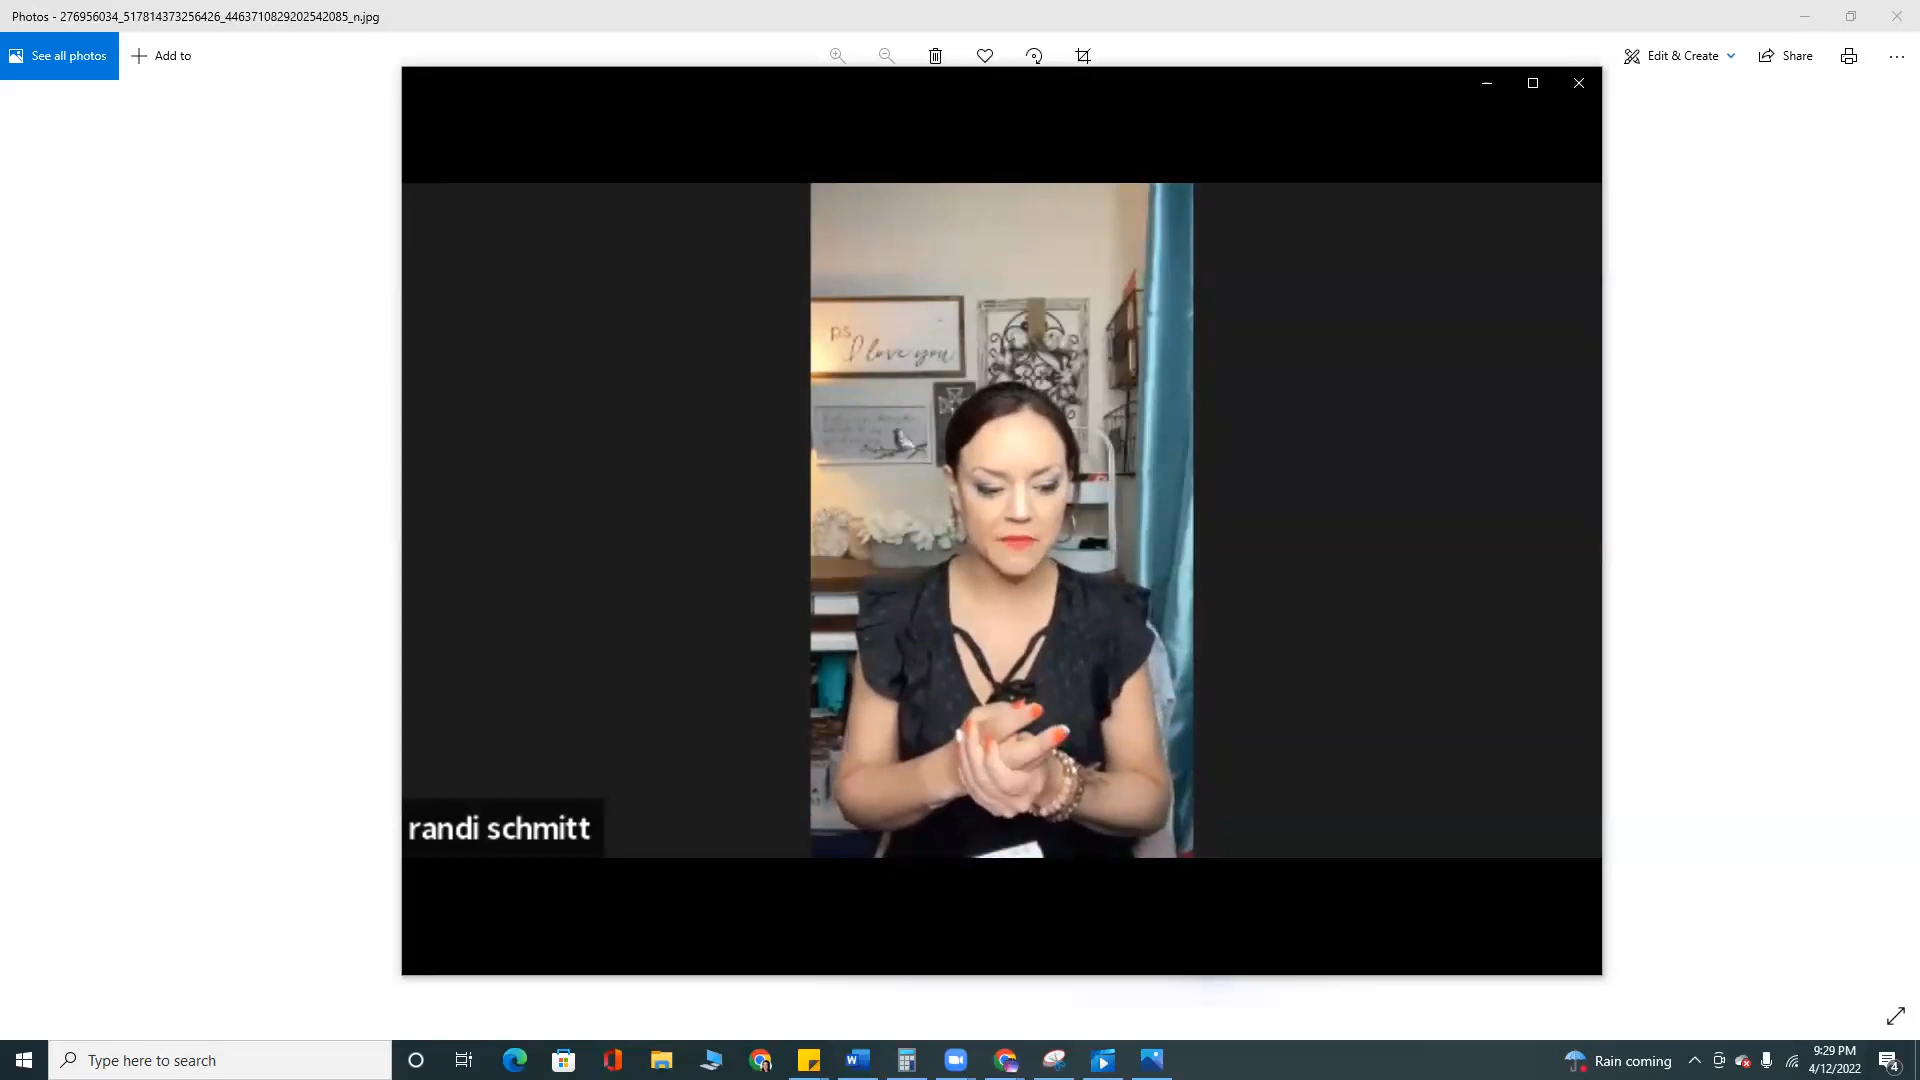 Photos - 276956034_517814373256426_4463710829202542085_n.jpg
See all photos
Add to
Edit & Create
Share
p.s.
I love you
randi schmitt
Type here to search
Rain coming
9:29 PM
4/12/2022
4